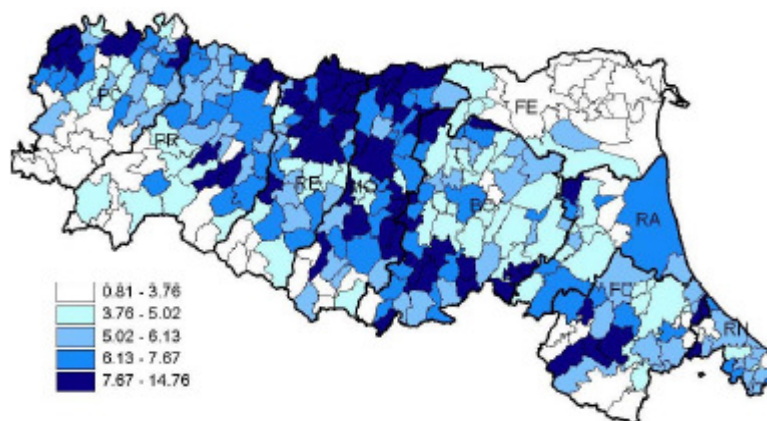 FE
PR
RE
MO
BO
RA
FC
RN
0.81 - 3.76
3.76 - 5.02
5.02 - 6.13
6.13 - 7.67
7.67 - 14.76